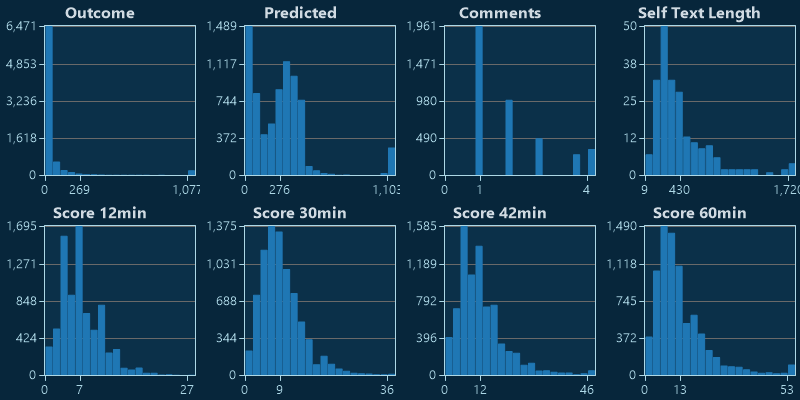 Outcome
6,471
4,853
3,236
1,618
0
0 269 1,077
Predicted
1,489
1,117
744
372
0
0 276 1,103
Comments
1,961
1,471
980
490
0
0 1 4
Self Text Length
50
38
25
12
0
9 430 1,720
Score 12min
1,695
1,271
848
424
0
0 7 27
Score 30min
1,375
1,031
688
344
0
0 9 36
Score 42min
1,585
1,189
792
396
0
0 12 46
Score 60min
1,490
1,118
745
372
0
0 13 53